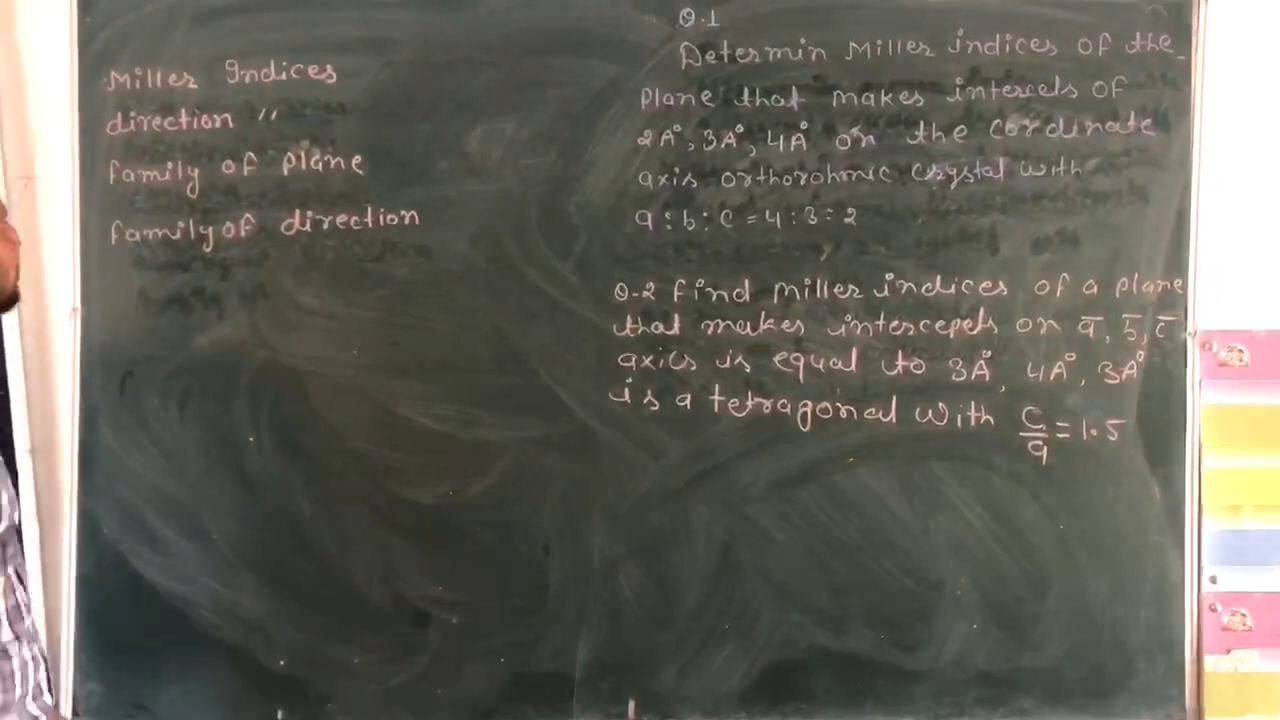 Miller Indices
direction "
family of plane
family of direction
Q.1
Determin Miller indices of the
plane that makes intercets of
2A°, 3A°, 4A° on the cordinate
axis orthorohmic crystal with
a : b : c = 4 : 3 : 2
Q-2 find miller indices of a plane
that makes intercepets on a̅, b̅, c̅
axies is equal to 3A°, 4A°, 3A°
is a tetragonal with c/a = 1.5